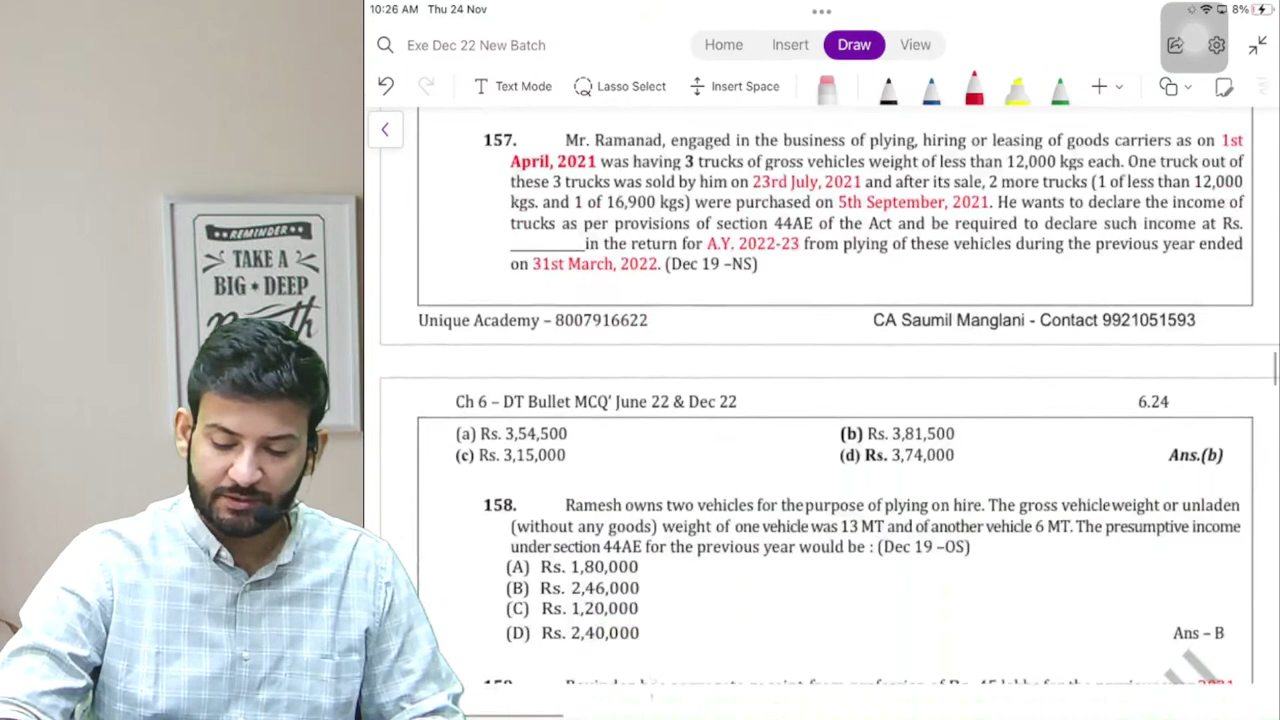 10:26 AM Thu 24 Nov
8%
Exe Dec 22 New Batch
Home Insert Draw View
Text Mode Lasso Select Insert Space
157. Mr. Ramanad, engaged in the business of plying, hiring or leasing of goods carriers as on 1st
April, 2021 was having 3 trucks of gross vehicles weight of less than 12,000 kgs each. One truck out of
these 3 trucks was sold by him on 23rd July, 2021 and after its sale, 2 more trucks (1 of less than 12,000
kgs. and 1 of 16,900 kgs) were purchased on 5th September, 2021. He wants to declare the income of
trucks as per provisions of section 44AE of the Act and be required to declare such income at Rs.
_________in the return for A.Y. 2022-23 from plying of these vehicles during the previous year ended
on 31st March, 2022. (Dec 19 –NS)
Unique Academy – 8007916622 CA Saumil Manglani - Contact 9921051593
Ch 6 – DT Bullet MCQ' June 22 & Dec 22 6.24
(a) Rs. 3,54,500 (b) Rs. 3,81,500
(c) Rs. 3,15,000 (d) Rs. 3,74,000 Ans.(b)
158. Ramesh owns two vehicles for the purpose of plying on hire. The gross vehicle weight or unladen
(without any goods) weight of one vehicle was 13 MT and of another vehicle 6 MT. The presumptive income
under section 44AE for the previous year would be : (Dec 19 –OS)
(A) Rs. 1,80,000
(B) Rs. 2,46,000
(C) Rs. 1,20,000
(D) Rs. 2,40,000 Ans – B
REMINDER
TAKE A
BIG DEEP